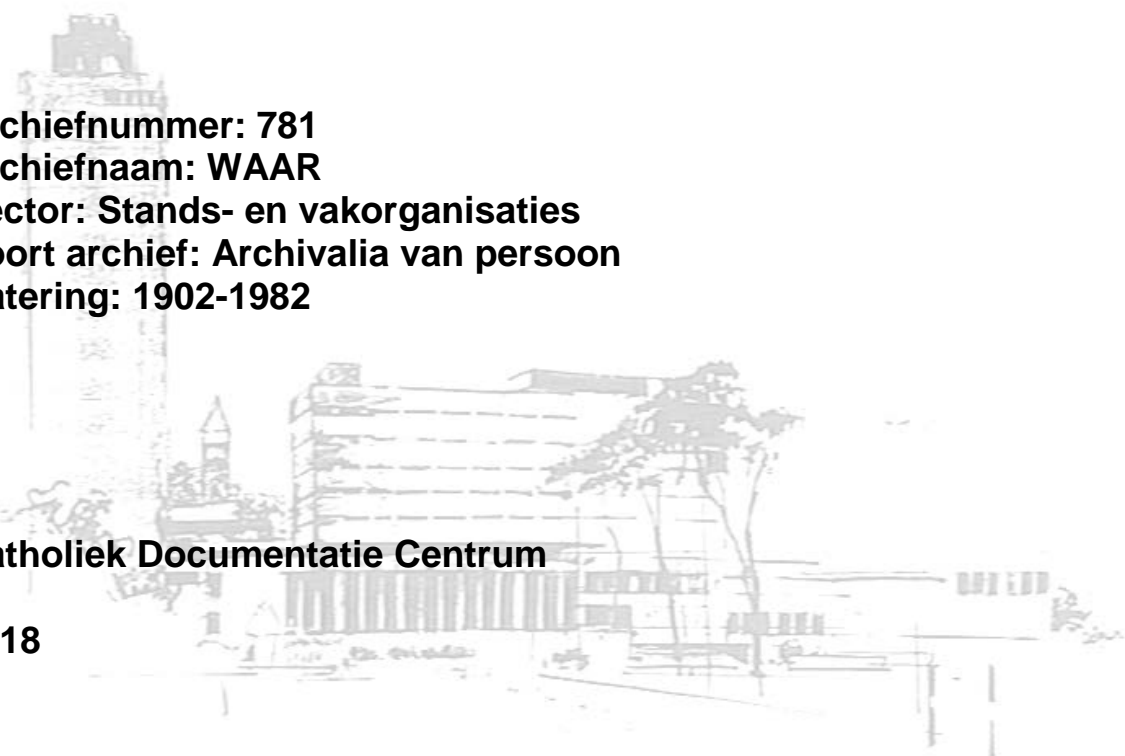 chiefnummer: 781
chiefnaam: WAAR
ector: Stands- en vakorganisaties
oort archief: Archivalia van persoon
atering: 1902-1982
atholiek Documentatie Centrum
18